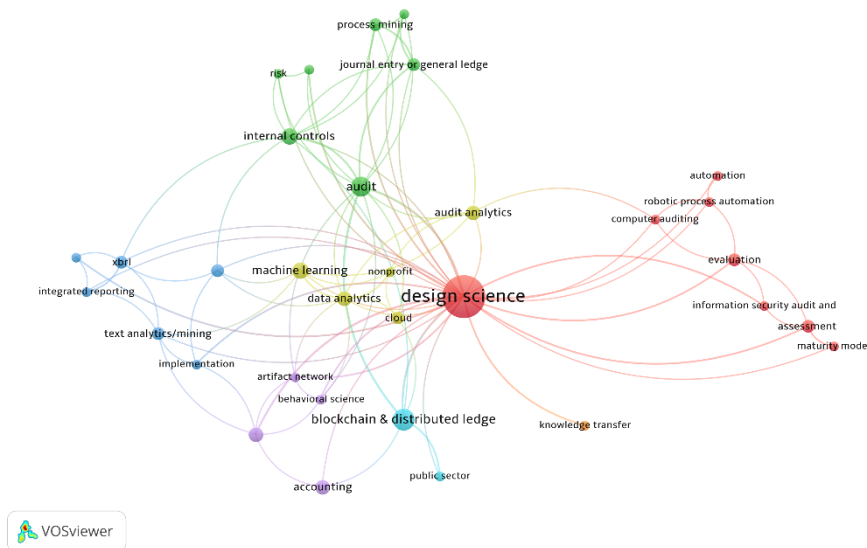 process mining
journal entry or general ledge
risk
internal controls
audit
automation
robotic process automation
audit analytics
computer auditing
xbrl
evaluation
machine learning
nonprofit
integrated reporting
design science
data analytics
information security audit and
cloud
assessment
text analytics/mining
maturity mode
implementation
artifact network
behavioral science
blockchain & distributed ledge
knowledge transfer
public sector
accounting
VOSviewer